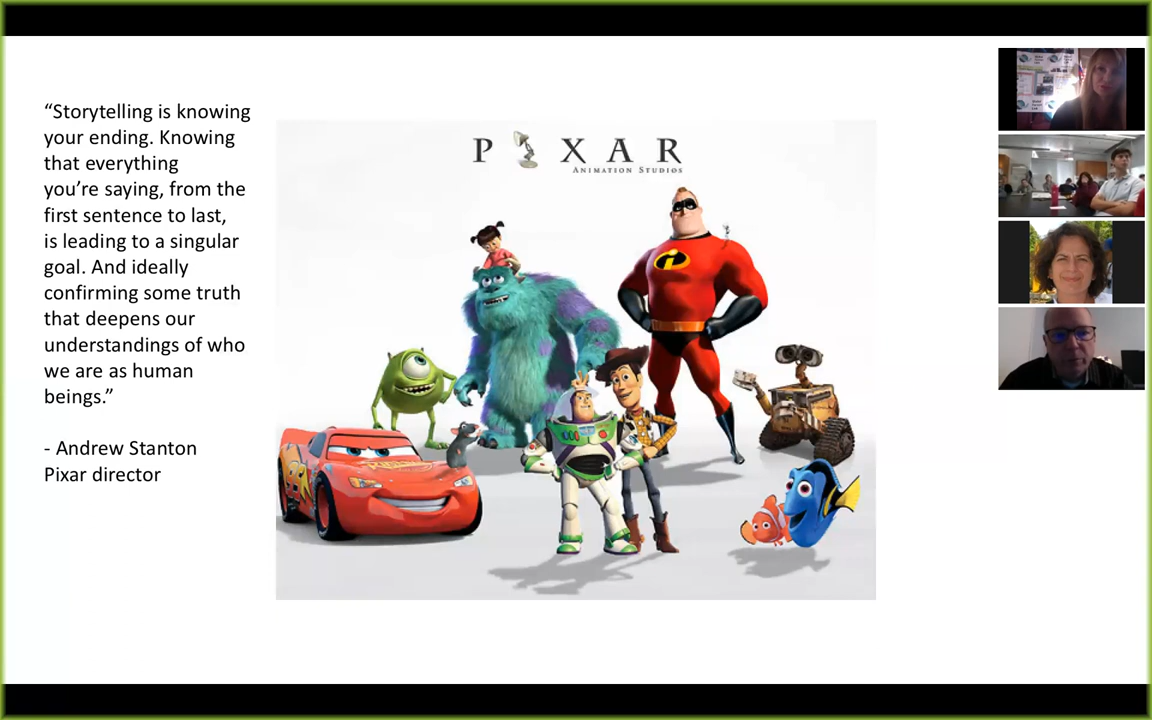 “Storytelling is knowing
your ending. Knowing
that everything
you’re saying, from the
first sentence to last,
is leading to a singular
goal. And ideally
confirming some truth
that deepens our
understandings of who
we are as human
beings.”
- Andrew Stanton
Pixar director
PIXAR
ANIMATION STUDIOS